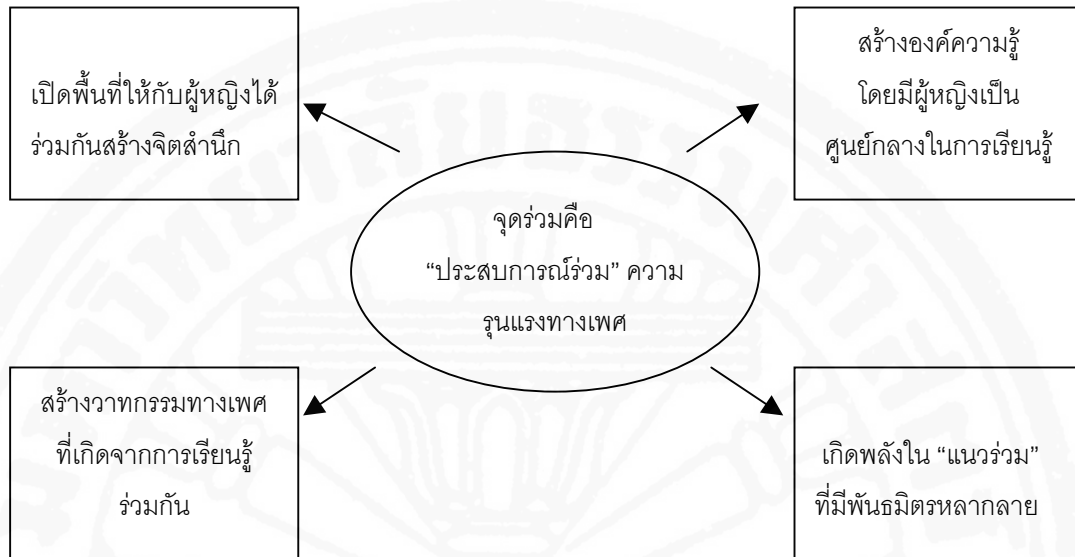 เปิดพื้นที่ให้กับผู้หญิงได้
ร่วมกันสร้างจิตสำนึก
สร้างองค์ความรู้
โดยมีผู้หญิงเป็น
ศูนย์กลางในการเรียนรู้
จุดร่วมคือ
“ประสบการณ์ร่วม” ความ
รุนแรงทางเพศ
สร้างวาทกรรมทางเพศ
ที่เกิดจากการเรียนรู้
ร่วมกัน
เกิดพลังใน “แนวร่วม”
ที่มีพันธมิตรหลากลาย